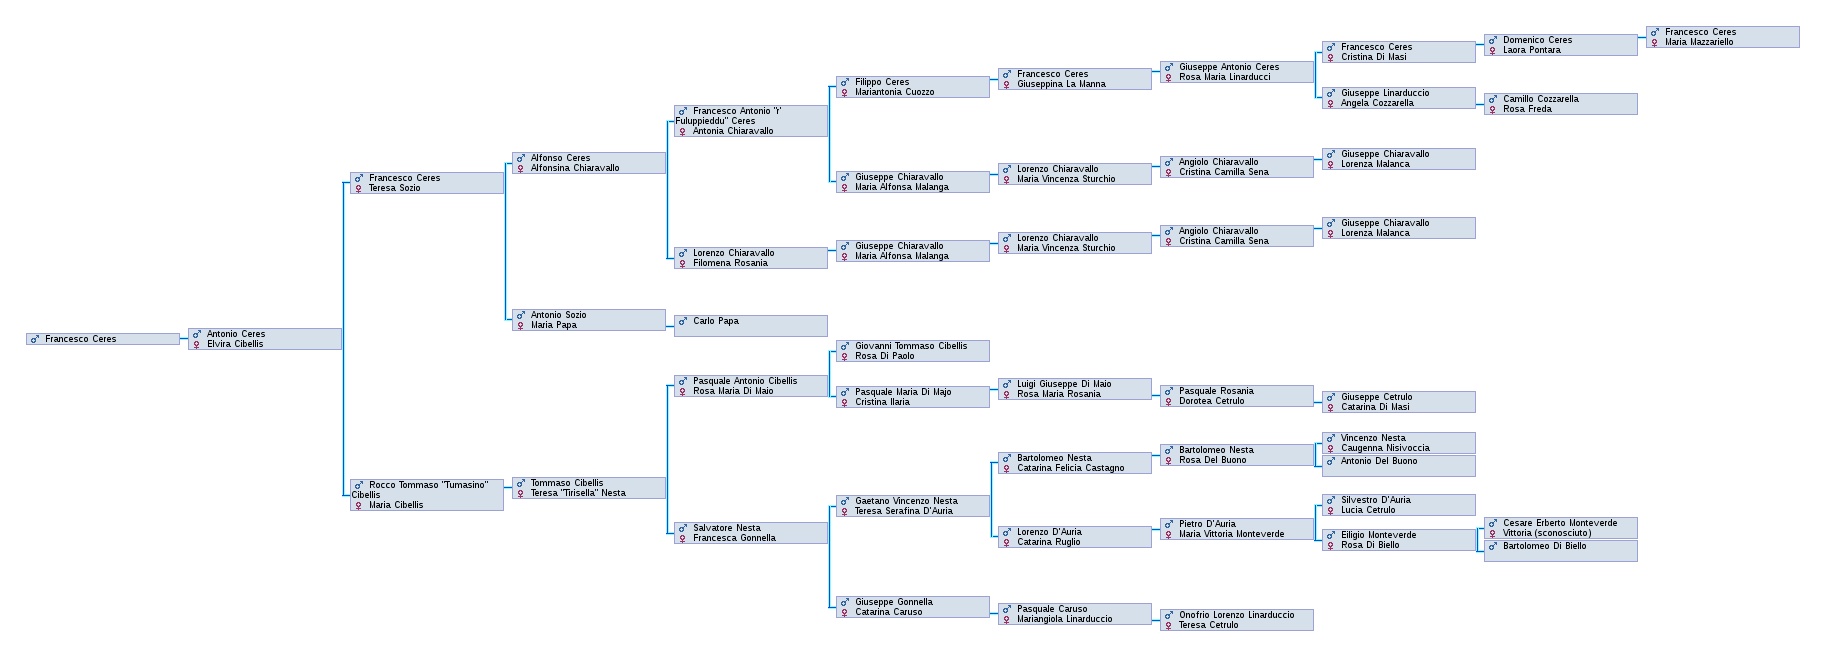 Francesco Ceres
Antonio Ceres
Elvira Cibellis
Francesco Ceres
Teresa Sozio
Rocco Tommaso "Tumasino"
Cibellis
Maria Cibellis
Alfonso Ceres
Alfonsina Chiaravallo
Antonio Sozio
Maria Papa
Tommaso Cibellis
Teresa "Tirisella" Nesta
Francesco Antonio "r'
Fuluppieddu" Ceres
Antonia Chiaravallo
Lorenzo Chiaravallo
Filomena Rosania
Carlo Papa
Pasquale Antonio Cibellis
Rosa Maria Di Maio
Salvatore Nesta
Francesca Gonnella
Filippo Ceres
Mariantonia Cuozzo
Giuseppe Chiaravallo
Maria Alfonsa Malanga
Giuseppe Chiaravallo
Maria Alfonsa Malanga
Giovanni Tommaso Cibellis
Rosa Di Paolo
Pasquale Maria Di Majo
Cristina Ilaria
Gaetano Vincenzo Nesta
Teresa Serafina D'Auria
Giuseppe Gonnella
Catarina Caruso
Francesco Ceres
Giuseppina La Manna
Lorenzo Chiaravallo
Maria Vincenza Sturchio
Lorenzo Chiaravallo
Maria Vincenza Sturchio
Luigi Giuseppe Di Maio
Rosa Maria Rosania
Bartolomeo Nesta
Catarina Felicia Castagno
Lorenzo D'Auria
Catarina Ruglio
Pasquale Caruso
Mariangiola Linarduccio
Giuseppe Antonio Ceres
Rosa Maria Linarducci
Angiolo Chiaravallo
Cristina Camilla Sena
Angiolo Chiaravallo
Cristina Camilla Sena
Pasquale Rosania
Dorotea Cetrulo
Bartolomeo Nesta
Rosa Del Buono
Pietro D'Auria
Maria Vittoria Monteverde
Onofrio Lorenzo Linarduccio
Teresa Cetrulo
Francesco Ceres
Cristina Di Masi
Giuseppe Linarduccio
Angela Cozzarella
Giuseppe Chiaravallo
Lorenza Malanca
Giuseppe Chiaravallo
Lorenza Malanca
Giuseppe Cetrulo
Catarina Di Masi
Vincenzo Nesta
Caugenna Nisivoccia
Antonio Del Buono
Silvestro D'Auria
Lucia Cetrulo
Eiligio Monteverde
Rosa Di Biello
Domenico Ceres
Laora Pontara
Camillo Cozzarella
Rosa Freda
Cesare Erberto Monteverde
Vittoria (sconosciuto)
Bartolomeo Di Biello
Francesco Ceres
Maria Mazzariello